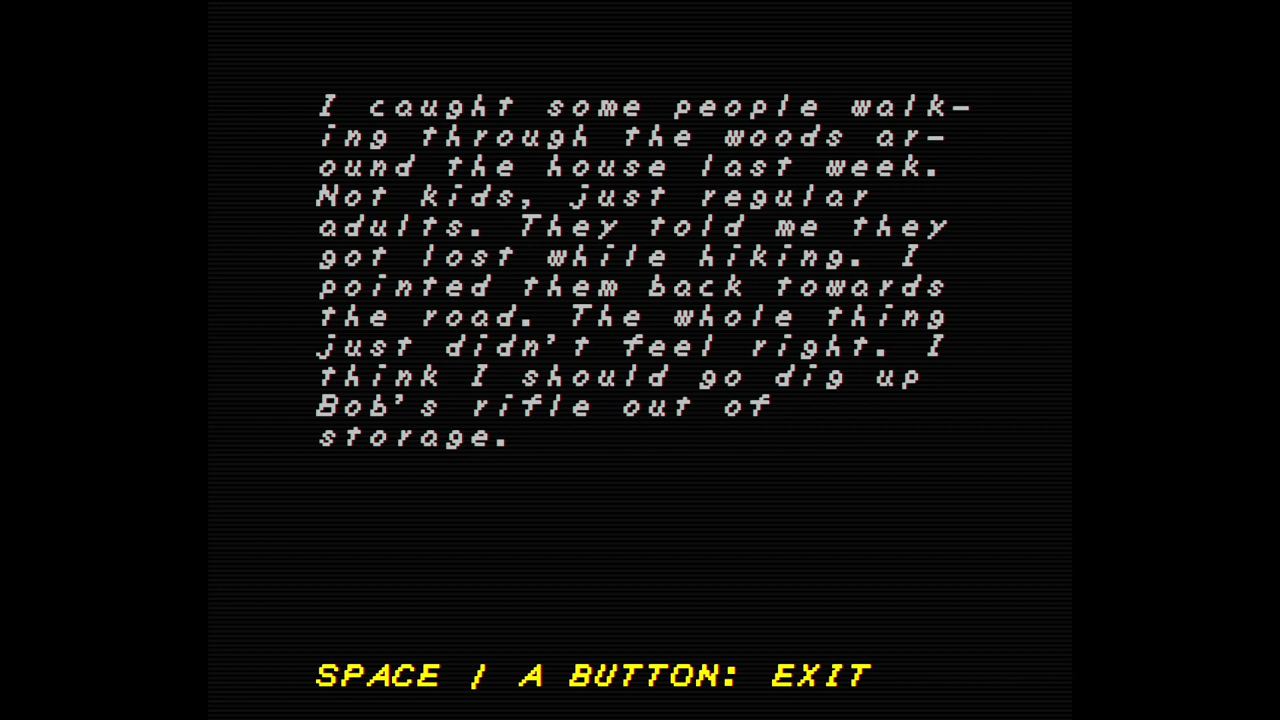 I caught some people walk-
ing through the woods ar-
ound the house last week.
Not kids, just regular
adults. They told me they
got lost while hiking. I
pointed them back towards
the road. The whole thing
just didn't feel right. I
think I should go dig up
Bob's rifle out of
storage.
SPACE / A BUTTON: EXIT